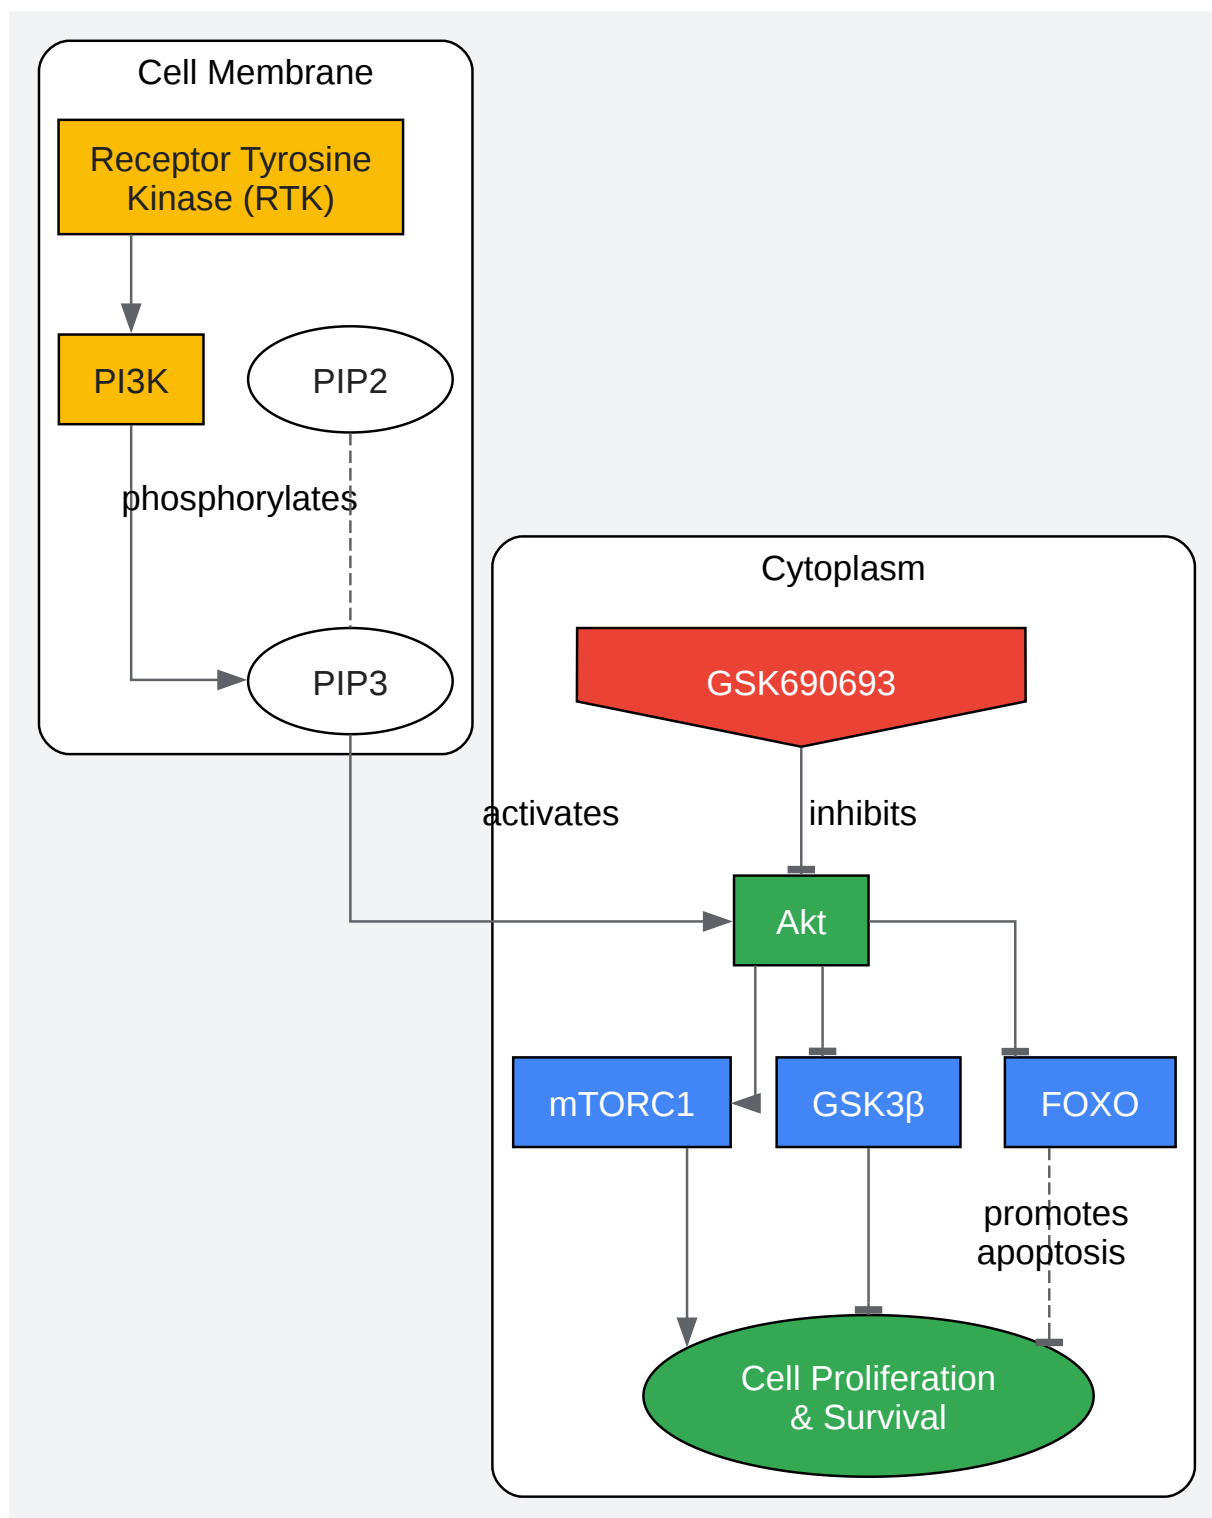 Cell Membrane
Receptor Tyrosine
Kinase (RTK)
PI3K
PIP2
phosphorylates
PIP3
Cytoplasm
GSK690693
activates
inhibits
Akt
mTORC1
GSK3β
FOXO
promotes
apoptosis
Cell Proliferation
& Survival